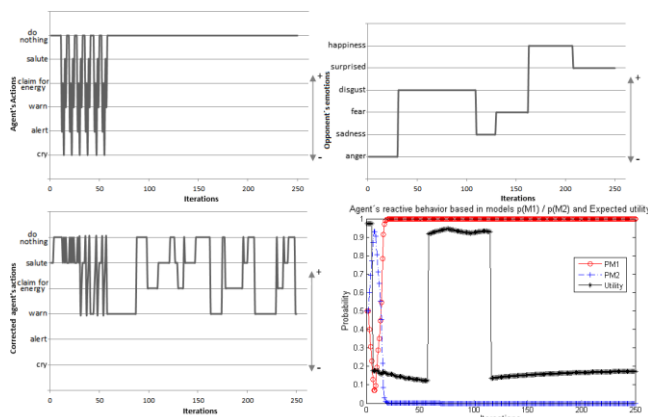 do
nothing
salute
claim for
energy
warn
alert
cry
Agent's Actions
+
-
0 50 100 150 200 250
Iterations
happiness
surprised
disgust
fear
sadness
anger
Opponent's emotions
+
-
0 50 100 150 200 250
Iterations
do
nothing
salute
claim for
energy
warn
alert
cry
Corrected agent's actions
+
-
0 50 100 150 200 250
Iterations
Agent´s reactive behavior based in models p(M1) / p(M2) and Expected utility
1
0.9
0.8
0.7
0.6
0.5
0.4
0.3
0.2
0.1
0
Probability
PM1
PM2
Utility
0 50 100 150 200 250